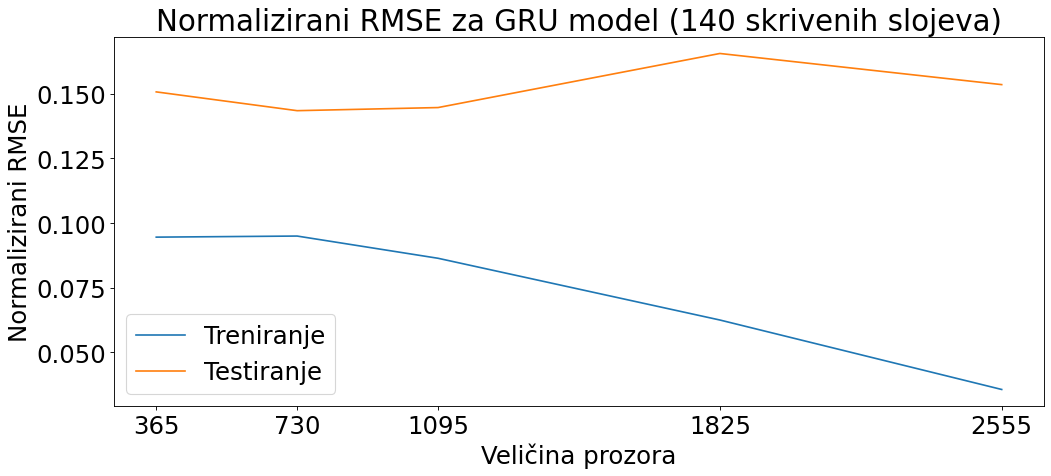 Normalizirani RMSE za GRU model (140 skrivenih slojeva)
Normalizirani RMSE
0.150
0.125
0.100
0.075
0.050
Treniranje
Testiranje
365 730 1095 1825 2555
Veličina prozora